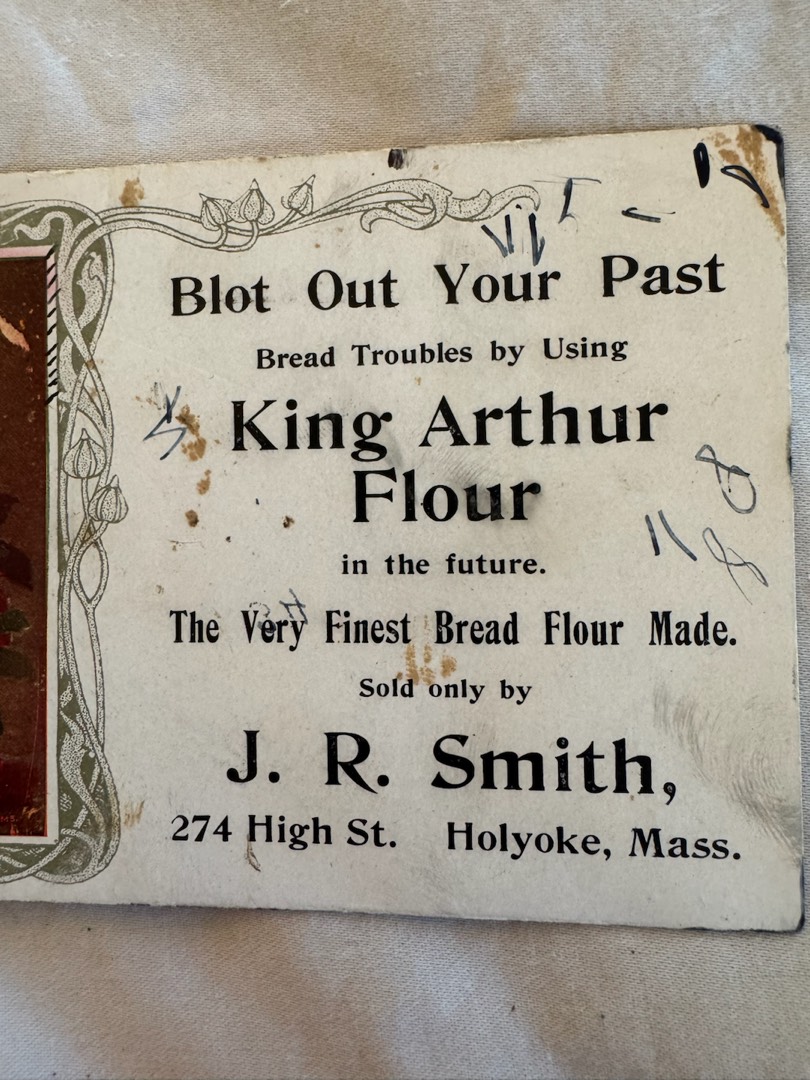 Blot Out Your Past
Bread Troubles by Using
King Arthur
Flour
in the future.
The Very Finest Bread Flour Made.
Sold only by
J. R. Smith,
274 High St. Holyoke, Mass.